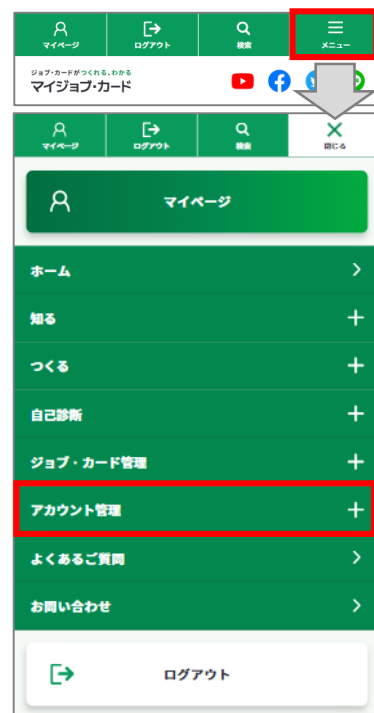 マイページ
ログアウト
検索
メニュー
ジョブ・カードがつくれる、わかる
マイジョブ・カード
マイページ
ログアウト
検索
閉じる
マイページ
ホーム
知る
つくる
自己診断
ジョブ・カード管理
アカウント管理
よくあるご質問
お問い合わせ
ログアウト